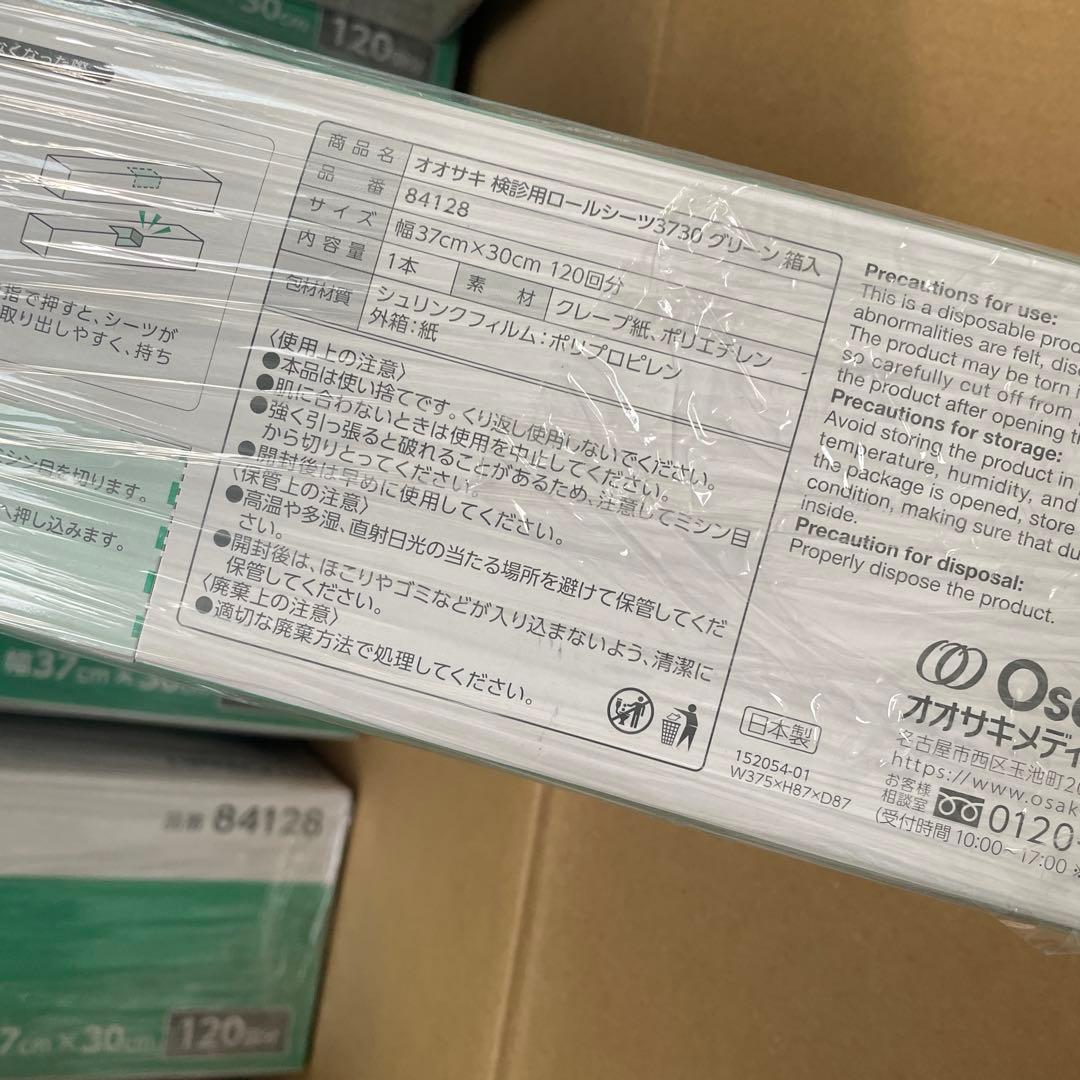 30cm 120
なくなった際
指で押すと、シーツが
取り出しやすく、持ち
シン目を切ります。
へ押し込みます。
商品名 オオサキ 検診用ロールシーツ3730 グリーン 箱入
品番 84128
サイズ 幅37cm×30cm 120回分
内容量 1本 素材 クレープ紙、ポリエチレン
包材材質 シュリンクフィルム:ポリプロピレン
外箱:紙
〈使用上の注意〉
●本品は使い捨てです。くり返し使用しないでください。
●肌に合わないときは使用を中止してください。
●強く引っ張ると破れることがあるため、注意してミシン目
から切りとってください。
●開封後は早めに使用してください。
〈保管上の注意〉
●高温や多湿、直射日光の当たる場所を避けて保管してくだ
さい。
●開封後は、ほこりやゴミなどが入り込まないよう、清潔に
保管してください。
〈廃棄上の注意〉
●適切な廃棄方法で処理してください。
Precautions for use:
This is a disposable proc
abnormalities are felt, dis
The product may be torn i
so carefully cut off from
the product after opening th
Precautions for storage:
Avoid storing the product in
temperature, humidity, and
the package is opened, store
condition, making sure that du
inside.
Precaution for disposal:
Properly dispose the product.
Osa
オオサキメディ
名古屋市西区玉池町20
https://www.osak
お客様
相談室 0120-
(受付時間 10:00~17:00 ※
日本製
152054-01
W375×H87×D87
幅37cm×30cm
品番 84128
7cm×30cm 120回分